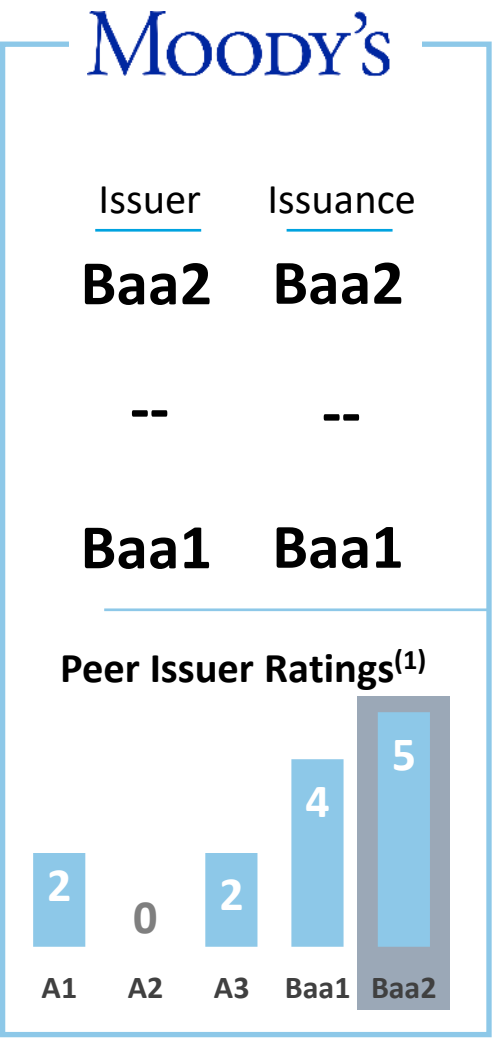 MOODY'S
Issuer Issuance
Baa2 Baa2
-- --
Baa1 Baa1
Peer Issuer Ratings(1)
2 0 2 4 5
A1 A2 A3 Baa1 Baa2